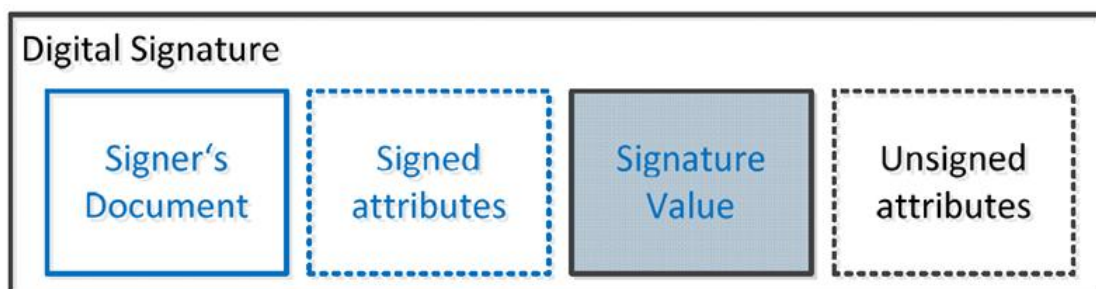 Digital Signature
Signer‘s
Document
Signed
attributes
Signature
Value
Unsigned
attributes